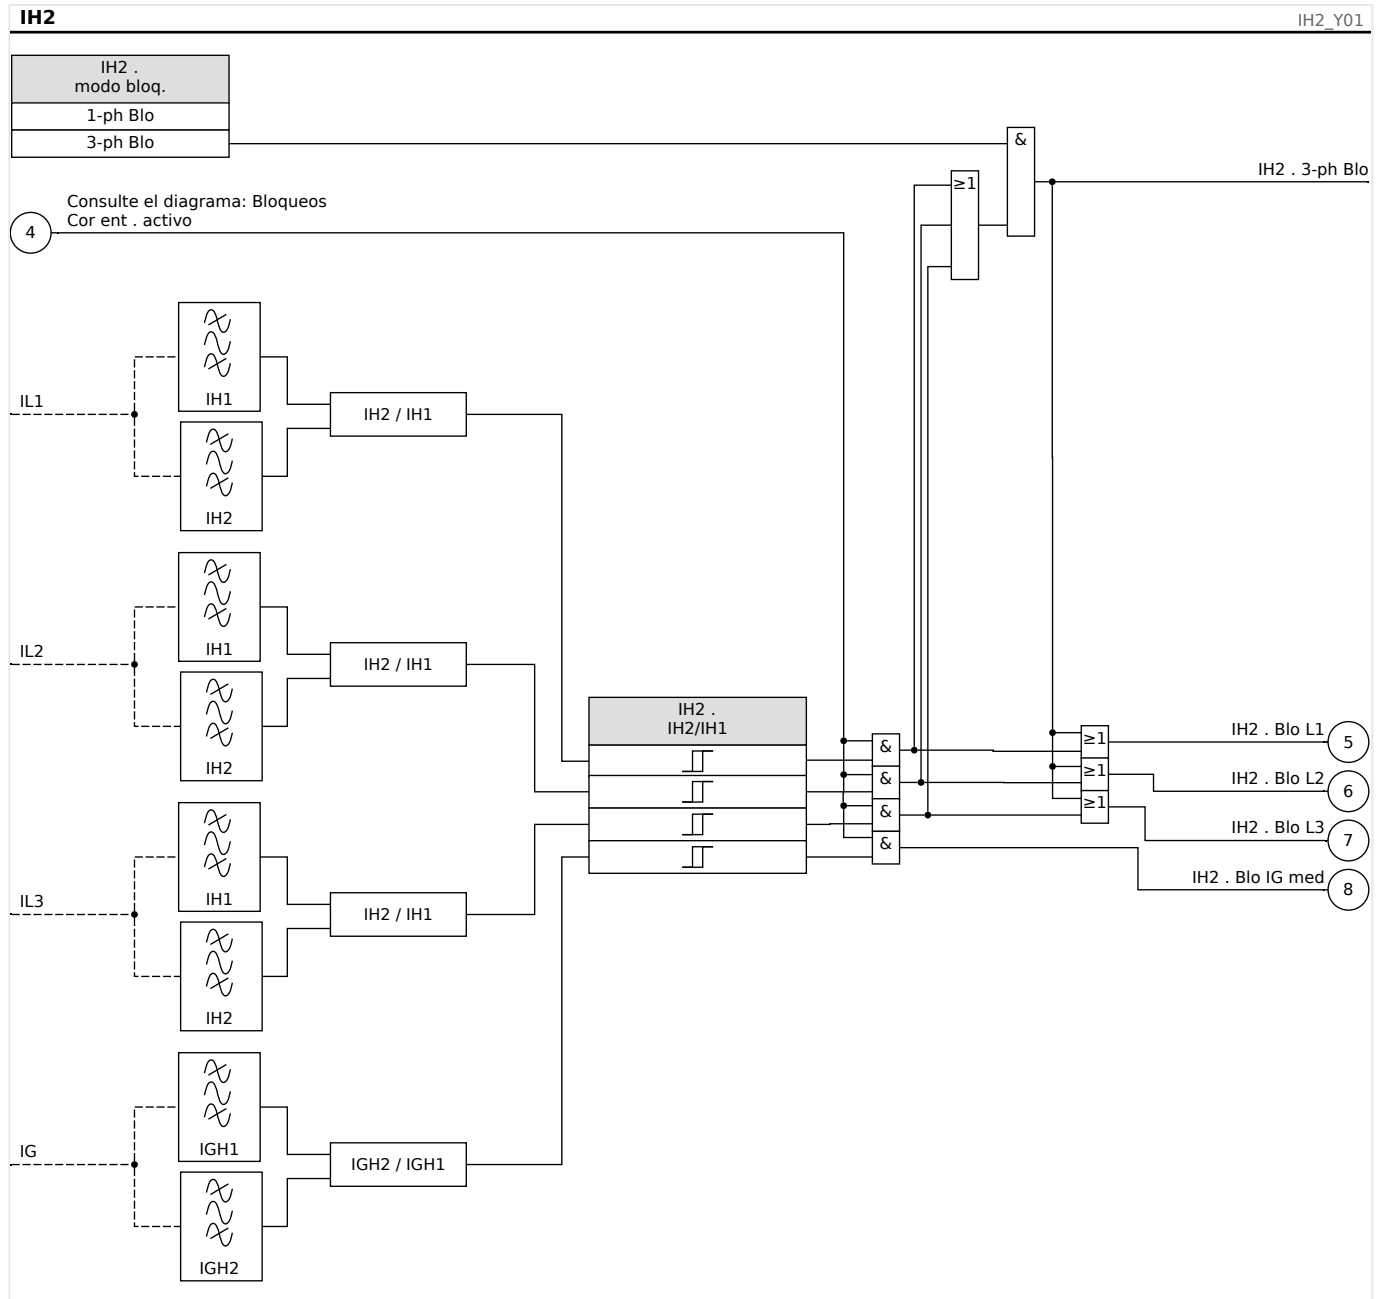 IH2
IH2_Y01
IH2 .
modo bloq.
1-ph Blo
3-ph Blo
&
IH2 . 3-ph Blo
≥1
Consulte el diagrama: Bloqueos
Cor ent . activo
4
IH1
IL1
IH2 / IH1
IH2
IH1
IL2
IH2 / IH1
IH2
IH2 .
IH2/IH1
&
&
&
&
≥1
≥1
≥1
IH2 . Blo L1
5
IH2 . Blo L2
6
IH2 . Blo L3
7
IH2 . Blo IG med
8
IH1
IL3
IH2 / IH1
IH2
IGH1
IG
IGH2 / IGH1
IGH2